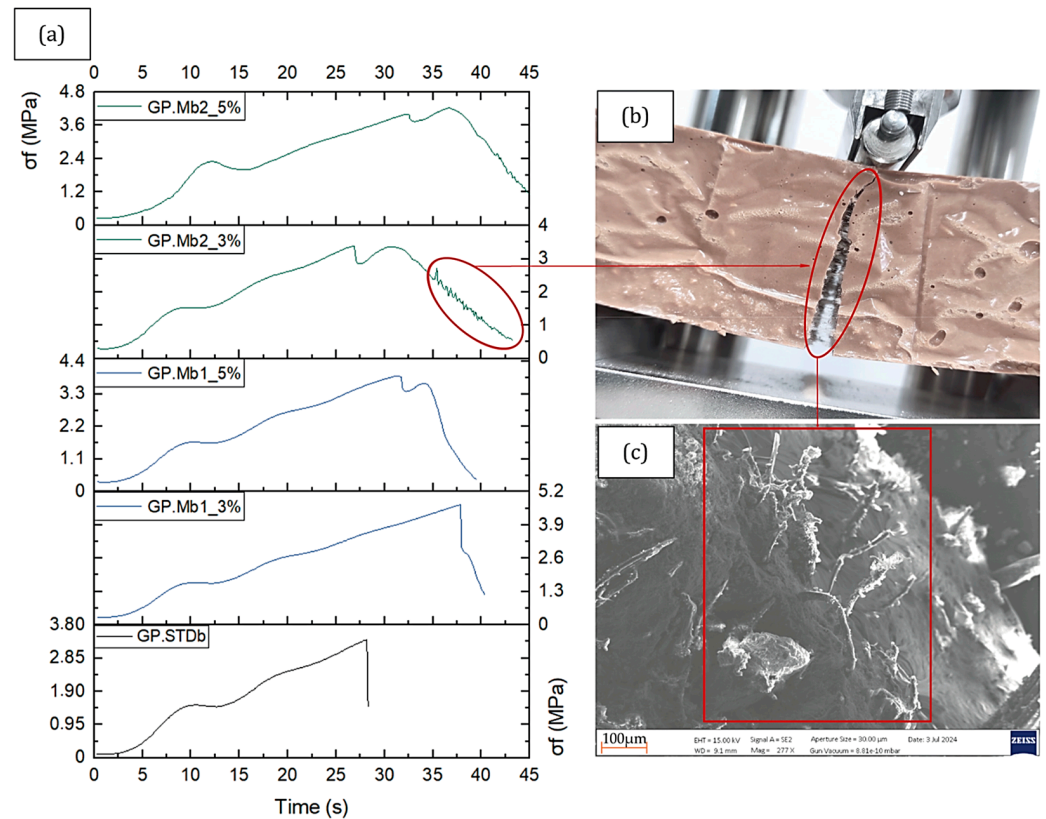 (a)
0 5 10 15 20 25 30 35 40 45
4.8
3.6
2.4
1.2
0
σf (MPa)
GP.Mb2_5%
4
3
2
1
0
GP.Mb2_3%
4.4
3.3
2.2
1.1
0
GP.Mb1_5%
5.2
3.9
2.6
1.3
0
GP.Mb1_3%
3.80
2.85
1.90
0.95
0
GP.STDb
σf (MPa)
0 5 10 15 20 25 30 35 40 45
Time (s)
(b)
(c)
100µm
EHT = 15.00 kV Signal A = SE2 Aperture Size = 30.00 µm Date: 3 Jul 2024
WD = 9.1 mm Mag = 277 X Gun Vacuum = 8.81e-10 mbar
ZEISS